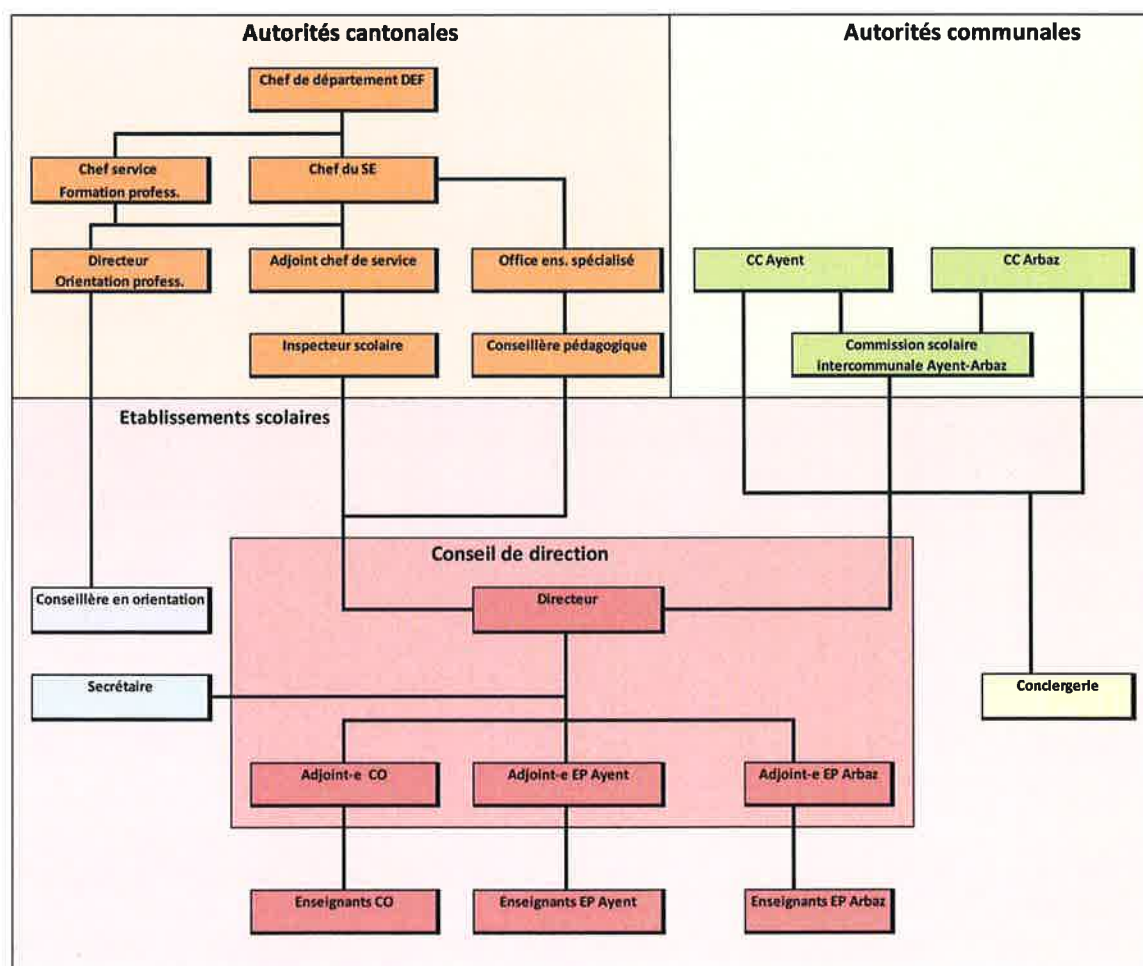 Autorités cantonales
Autorités communales
Chef de département DEF
Chef service
Formation profess.
Chef du SE
Directeur
Orientation profess.
Adjoint chef de service
Office ens. spécialisé
CC Ayent
CC Arbaz
Inspecteur scolaire
Conseillère pédagogique
Commission scolaire
intercommunale Ayent-Arbaz
Etablissements scolaires
Conseil de direction
Conseillère en orientation
Directeur
Secrétaire
Conciergerie
Adjoint-e CO
Adjoint-e EP Ayent
Adjoint-e EP Arbaz
Enseignants CO
Enseignants EP Ayent
Enseignants EP Arbaz